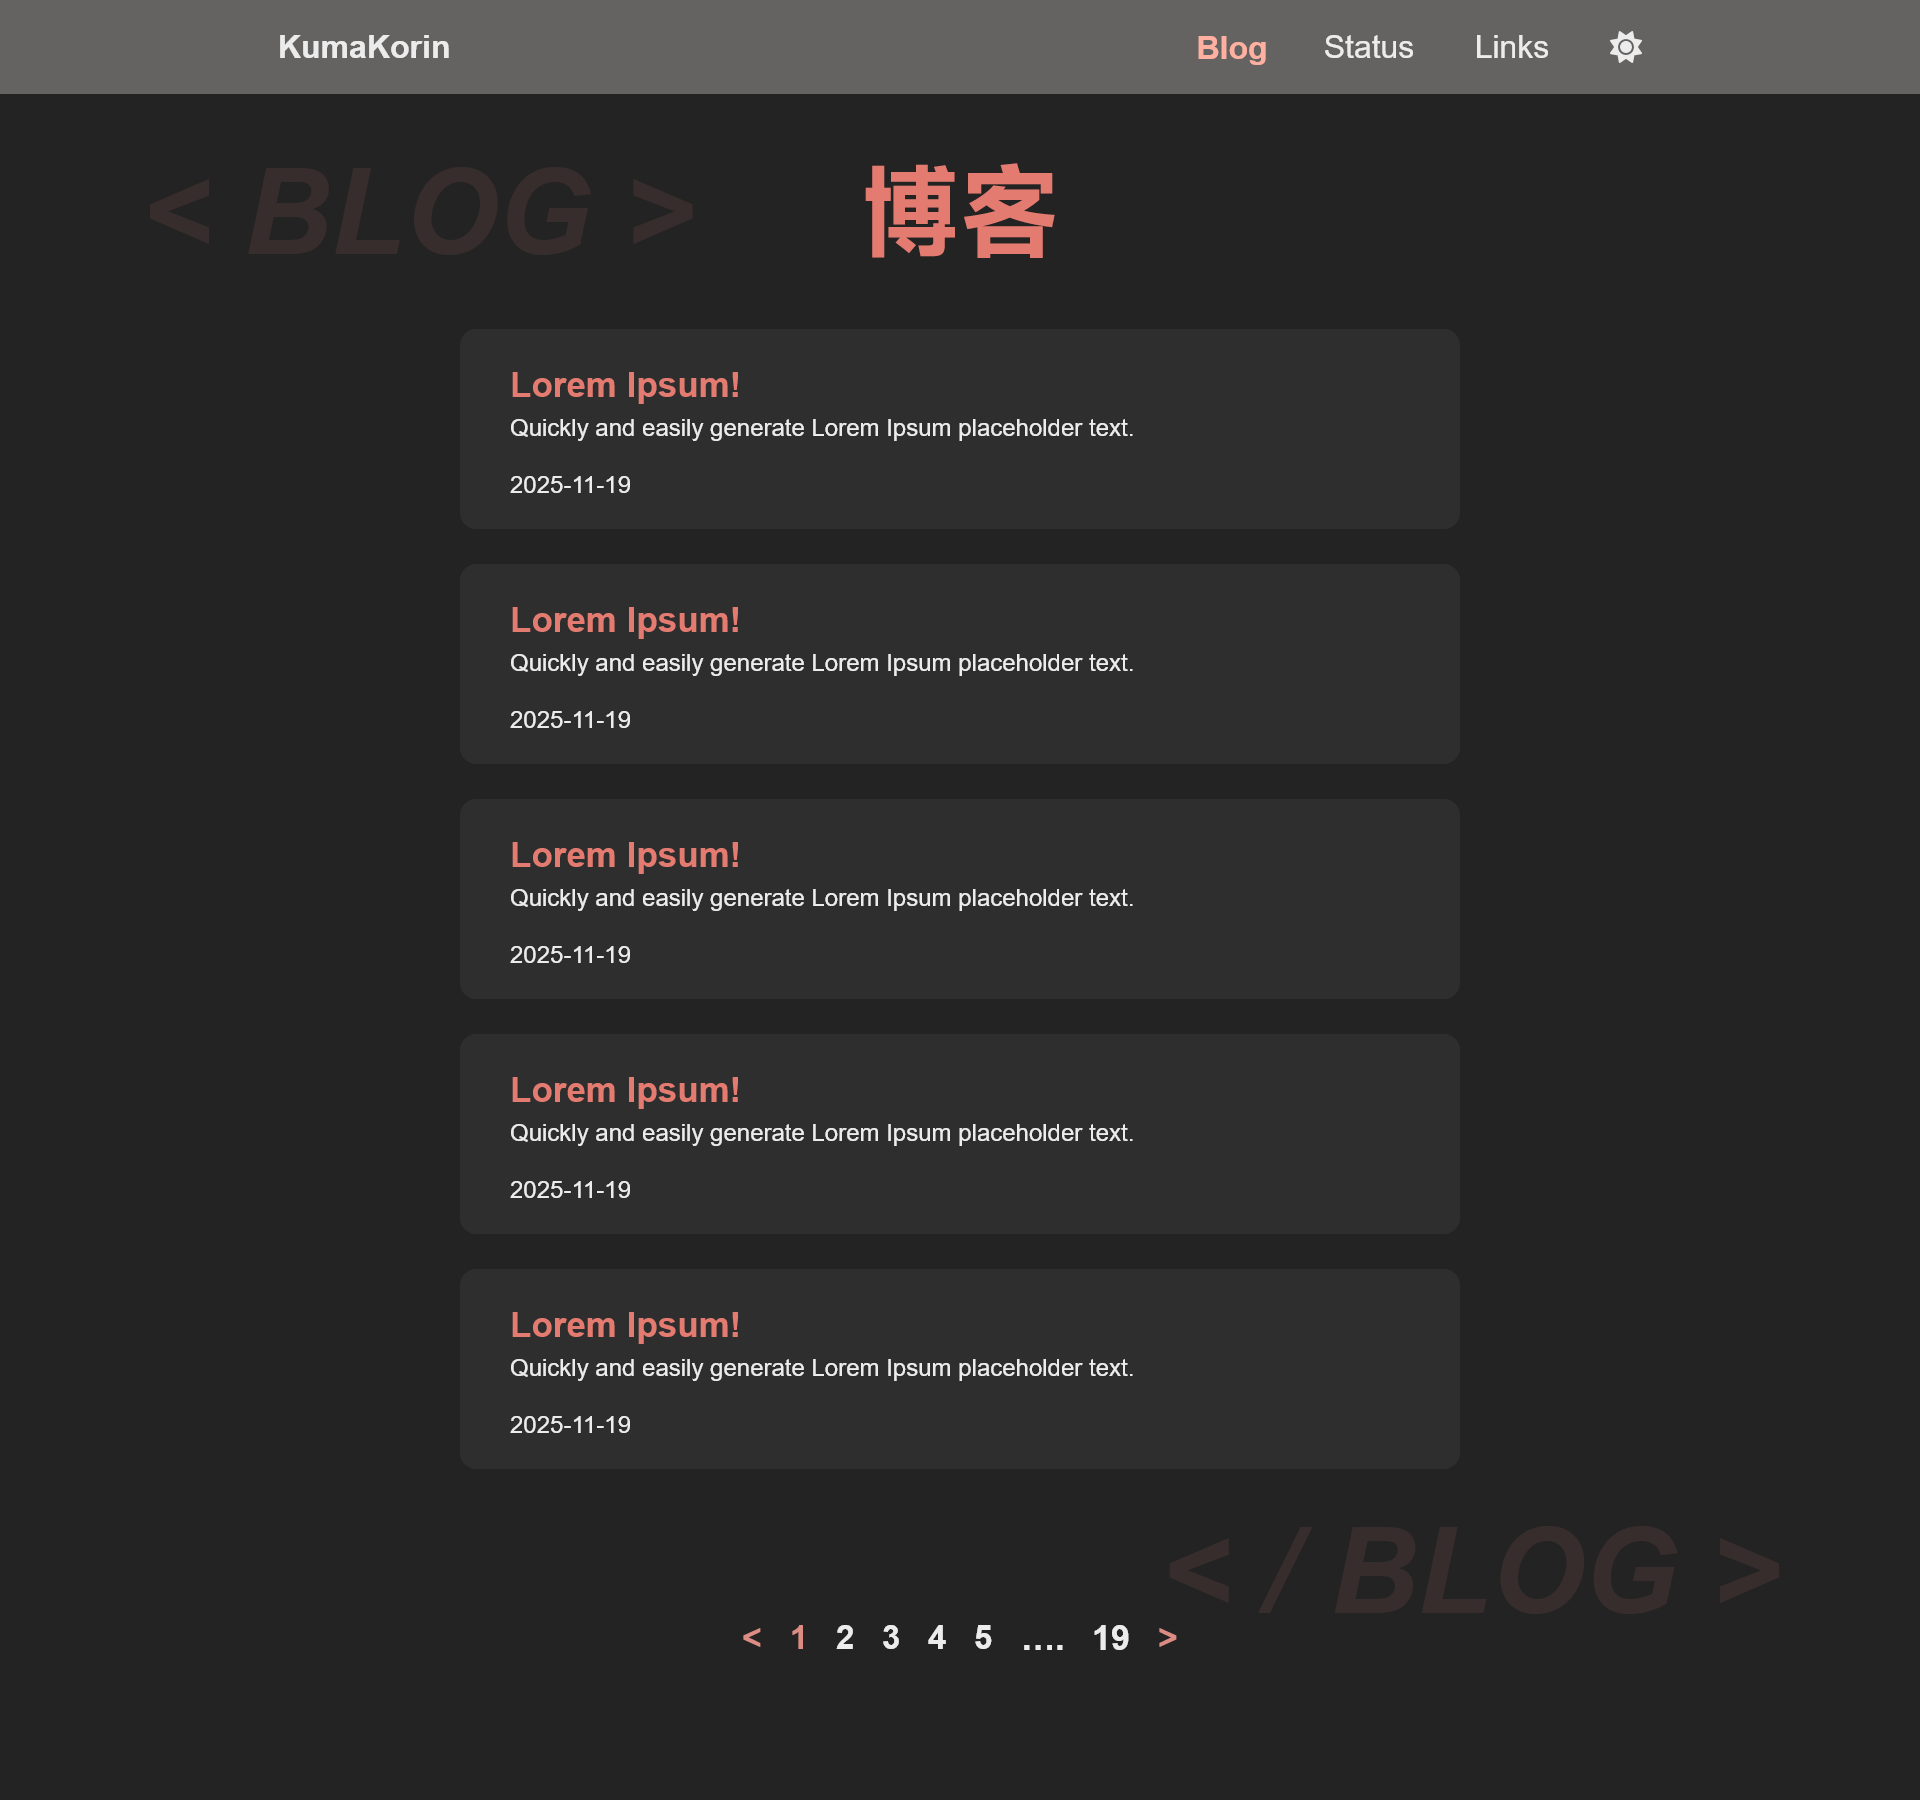 KumaKorin Blog Status Links
< BLOG > 博客
Lorem Ipsum!
Quickly and easily generate Lorem Ipsum placeholder text.
2025-11-19
Lorem Ipsum!
Quickly and easily generate Lorem Ipsum placeholder text.
2025-11-19
Lorem Ipsum!
Quickly and easily generate Lorem Ipsum placeholder text.
2025-11-19
Lorem Ipsum!
Quickly and easily generate Lorem Ipsum placeholder text.
2025-11-19
Lorem Ipsum!
Quickly and easily generate Lorem Ipsum placeholder text.
2025-11-19
< / BLOG >
< 1 2 3 4 5 .... 19 >